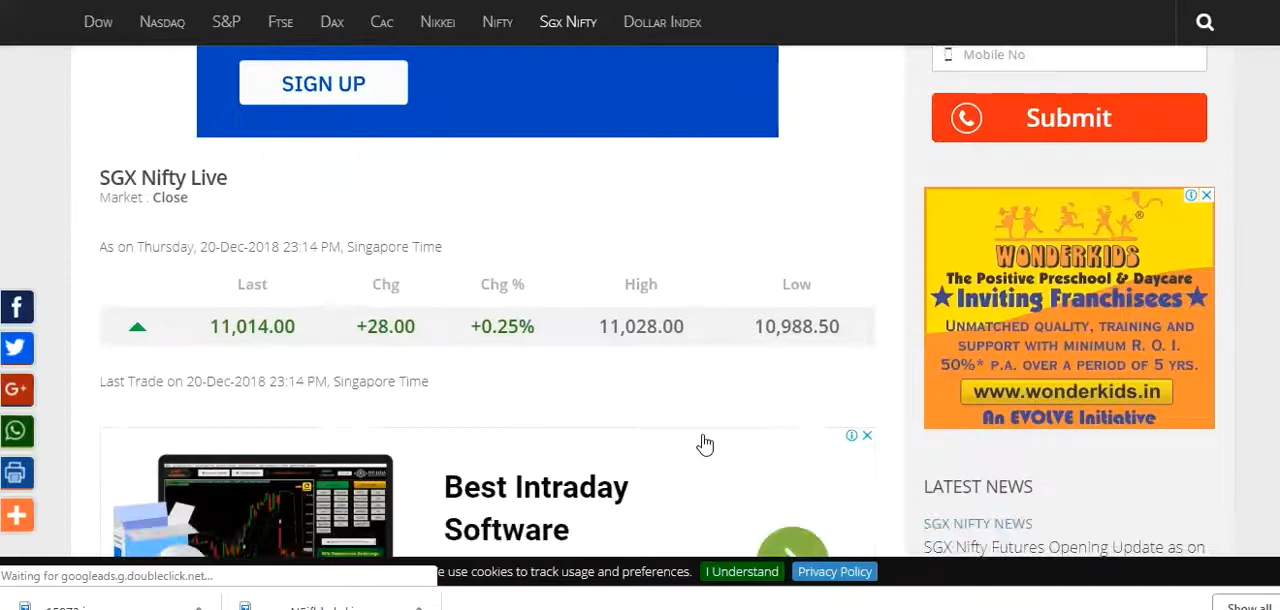 Dow Nasdaq S&P Ftse Dax Cac Nikkei Nifty Sgx Nifty Dollar Index
SIGN UP
Mobile No
Submit
SGX Nifty Live
Market . Close
As on Thursday, 20-Dec-2018 23:14 PM, Singapore Time
Last Chg Chg % High Low
11,014.00 +28.00 +0.25% 11,028.00 10,988.50
Last Trade on 20-Dec-2018 23:14 PM, Singapore Time
Best Intraday
Software
WONDERKIDS
®
The Positive Preschool & Daycare
Inviting Franchisees
Unmatched quality, training and
support with minimum R. O. I.
50%* p.a. over a period of 5 yrs.
www.wonderkids.in
An EVOLVE Initiative
LATEST NEWS
SGX NIFTY NEWS
SGX Nifty Futures Opening Update as on
Waiting for googleads.g.doubleclick.net...
e use cookies to track usage and preferences. I Understand Privacy Policy
Show all